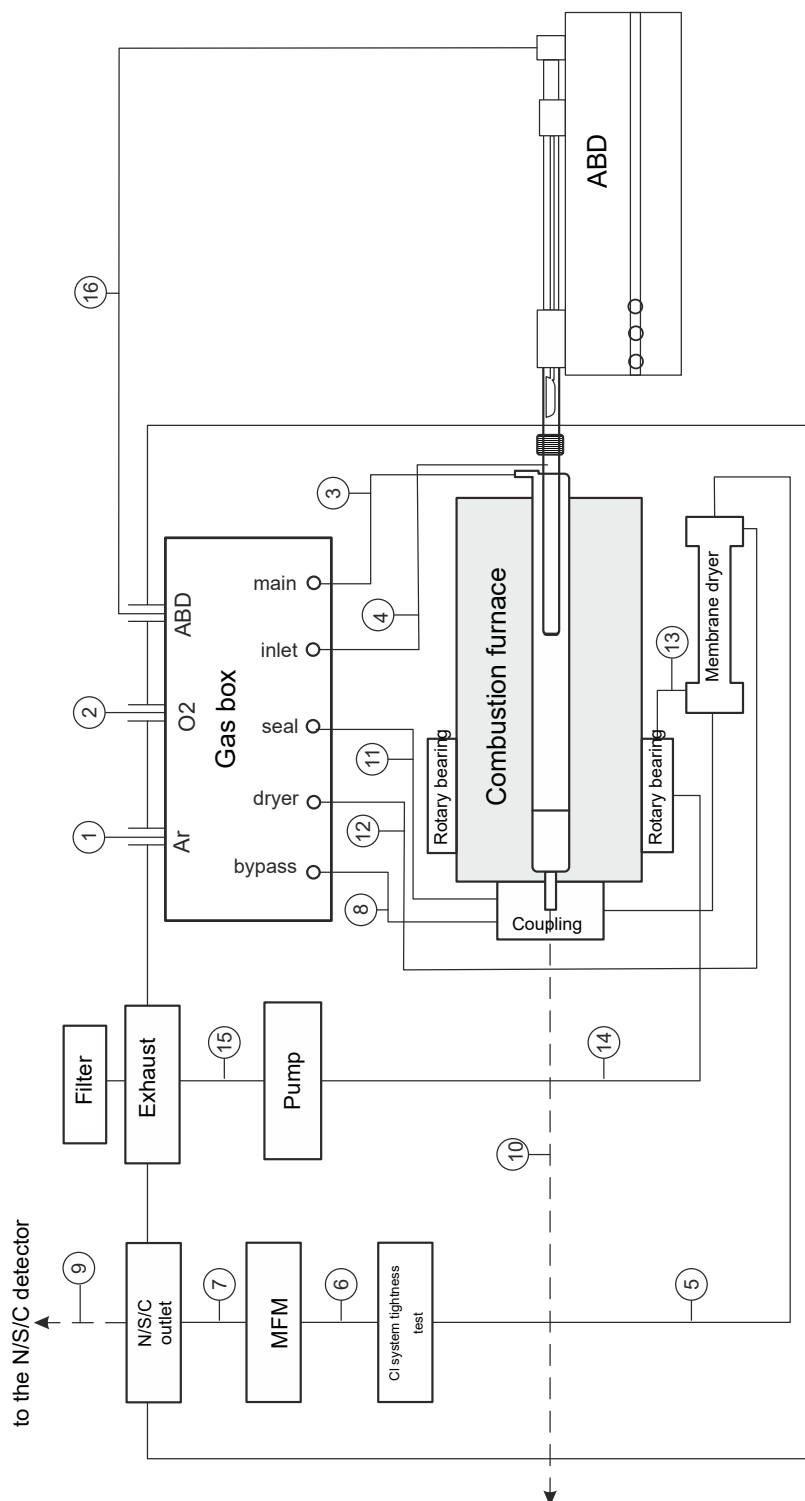 16
ABD
2
O2
1
Ar
Gas box
main
inlet
seal
dryer
bypass
3
4
11
12
8
Combustion furnace
Rotary bearing
Rotary bearing
Coupling
13
Membrane dryer
ABD
Filter
Exhaust
15
Pump
14
10
to the N/S/C detector
9
N/S/C
outlet
7
MFM
6
Cl system tightness
test
5